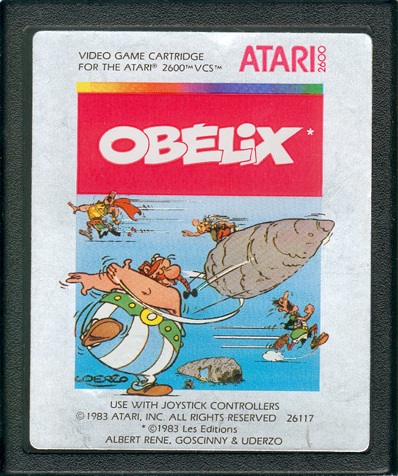 VIDEO GAME CARTRIDGE
FOR THE ATARI® 2600™ VCS™
ATARI 2600
OBÉLiX *
UDERZO
USE WITH JOYSTICK CONTROLLERS
©1983 ATARI, INC. ALL RIGHTS RESERVED 26117
* ©1983 Les Editions
ALBERT RENE, GOSCINNY & UDERZO